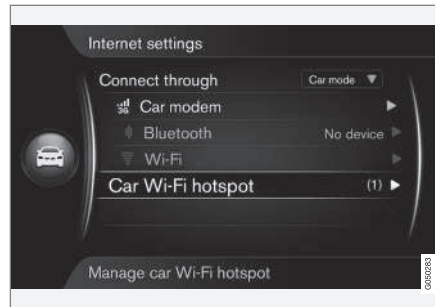 Internet settings
Connect through Car mode
3G Car modem
Bluetooth No device
Wi-Fi
Car Wi-Fi hotspot (1)
Manage car Wi-Fi hotspot
G050283